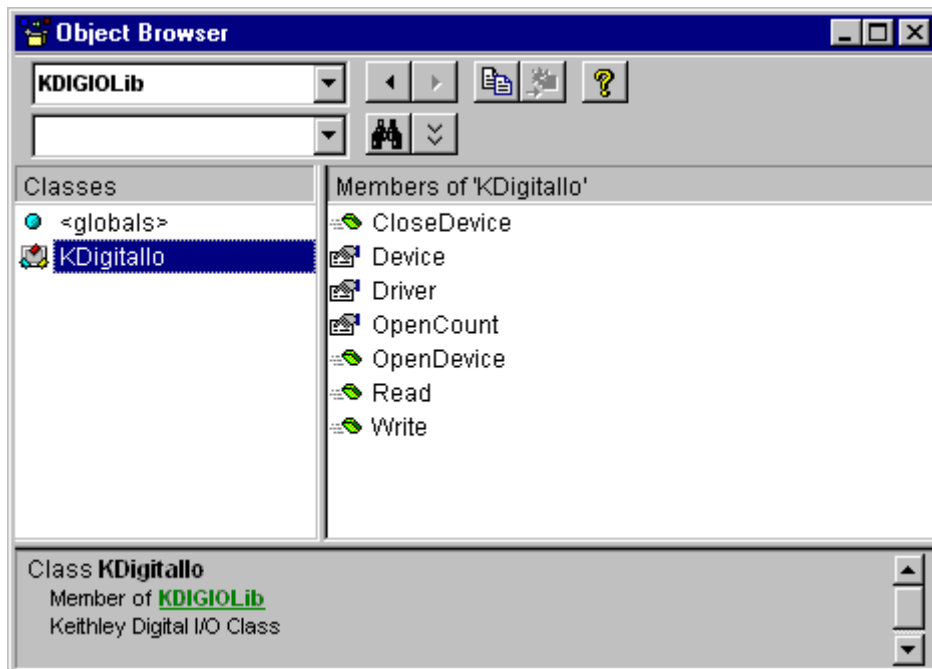 Object Browser
KDIGIOLib
Classes
Members of 'KDigitalIo'
<globals>
KDigitalIo
CloseDevice
Device
Driver
OpenCount
OpenDevice
Read
Write
Class KDigitalIo
Member of KDIGIOLib
Keithley Digital I/O Class